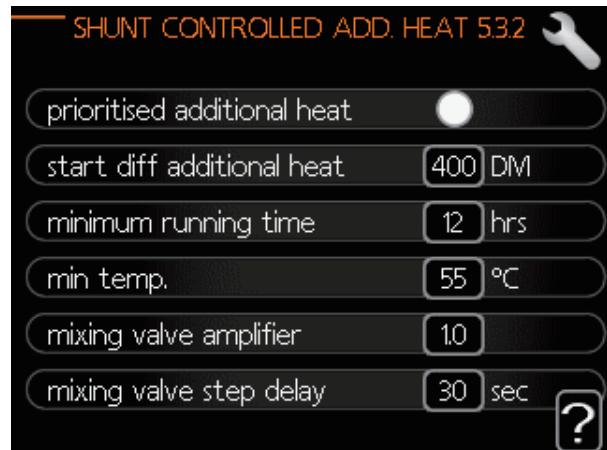 SHUNT CONTROLLED ADD. HEAT 5.3.2
prioritised additional heat
start diff additional heat 400 DM
minimum running time 12 hrs
min temp. 55 °C
mixing valve amplifier 1.0
mixing valve step delay 30 sec
?